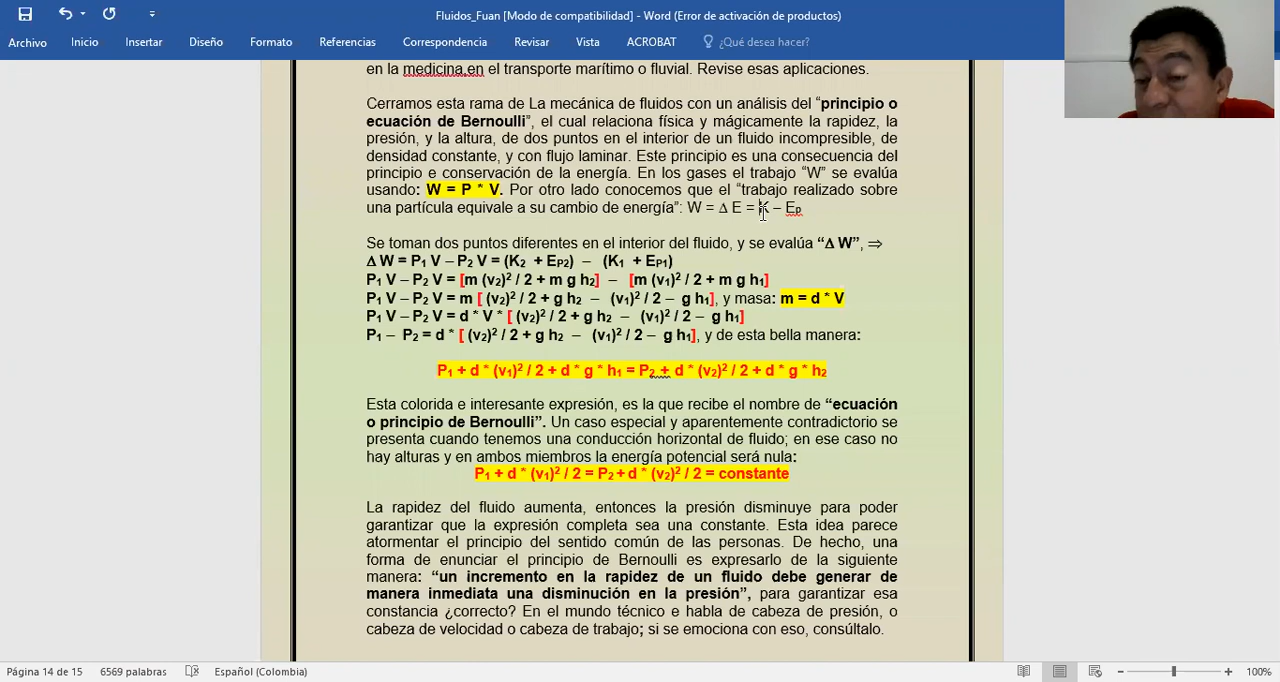 Fluidos_Fuan [Modo de compatibilidad] - Word (Error de activación de productos)
Archivo Inicio Insertar Diseño Formato Referencias Correspondencia Revisar Vista ACROBAT ¿Qué desea hacer?
en la medicina,en el transporte marítimo o fluvial. Revise esas aplicaciones.
Cerramos esta rama de La mecánica de fluidos con un análisis del “principio o
ecuación de Bernoulli”, el cual relaciona física y mágicamente la rapidez, la
presión, y la altura, de dos puntos en el interior de un fluido incompresible, de
densidad constante, y con flujo laminar. Este principio es una consecuencia del
principio e conservación de la energía. En los gases el trabajo “W” se evalúa
usando: W = P * V. Por otro lado conocemos que el “trabajo realizado sobre
una partícula equivale a su cambio de energía”: W = Δ E = K – Eₚ
Se toman dos puntos diferentes en el interior del fluido, y se evalúa “Δ W”, ⇒
Δ W = P₁ V – P₂ V = (K₂ + E_P2) – (K₁ + E_P1)
P₁ V – P₂ V = [m (v₂)² / 2 + m g h₂] – [m (v₁)² / 2 + m g h₁]
P₁ V – P₂ V = m [ (v₂)² / 2 + g h₂ – (v₁)² / 2 – g h₁], y masa: m = d * V
P₁ V – P₂ V = d * V * [ (v₂)² / 2 + g h₂ – (v₁)² / 2 – g h₁]
P₁ – P₂ = d * [ (v₂)² / 2 + g h₂ – (v₁)² / 2 – g h₁], y de esta bella manera:
P₁ + d * (v₁)² / 2 + d * g * h₁ = P₂ + d * (v₂)² / 2 + d * g * h₂
Esta colorida e interesante expresión, es la que recibe el nombre de “ecuación
o principio de Bernoulli”. Un caso especial y aparentemente contradictorio se
presenta cuando tenemos una conducción horizontal de fluido; en ese caso no
hay alturas y en ambos miembros la energía potencial será nula:
P₁ + d * (v₁)² / 2 = P₂ + d * (v₂)² / 2 = constante
La rapidez del fluido aumenta, entonces la presión disminuye para poder
garantizar que la expresión completa sea una constante. Esta idea parece
atormentar el principio del sentido común de las personas. De hecho, una
forma de enunciar el principio de Bernoulli es expresarlo de la siguiente
manera: “un incremento en la rapidez de un fluido debe generar de
manera inmediata una disminución en la presión”, para garantizar esa
constancia ¿correcto? En el mundo técnico e habla de cabeza de presión, o
cabeza de velocidad o cabeza de trabajo; si se emociona con eso, consúltalo.
Página 14 de 15 6569 palabras Español (Colombia) 100%